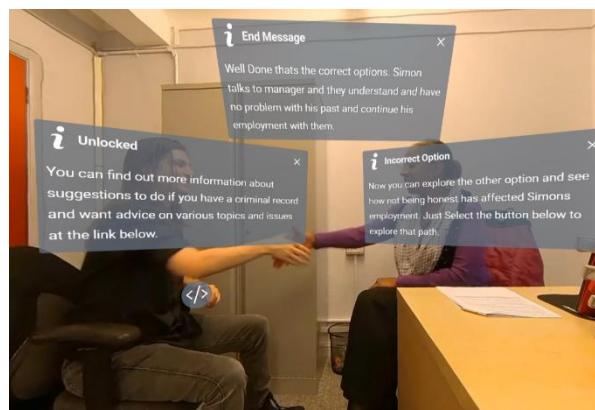 End Message
Well Done thats the correct options. Simon
talks to manager and they understand and have
no problem with his past and continue his
employment with them.
Unlocked
You can find out more information about
suggestions to do if you have a criminal record
and want advice on various topics and issues
at the link below.
Incorrect Option
Now you can explore the other option and see
how not being honest has affected Simons
employment. Just Select the button below to
explore that path.